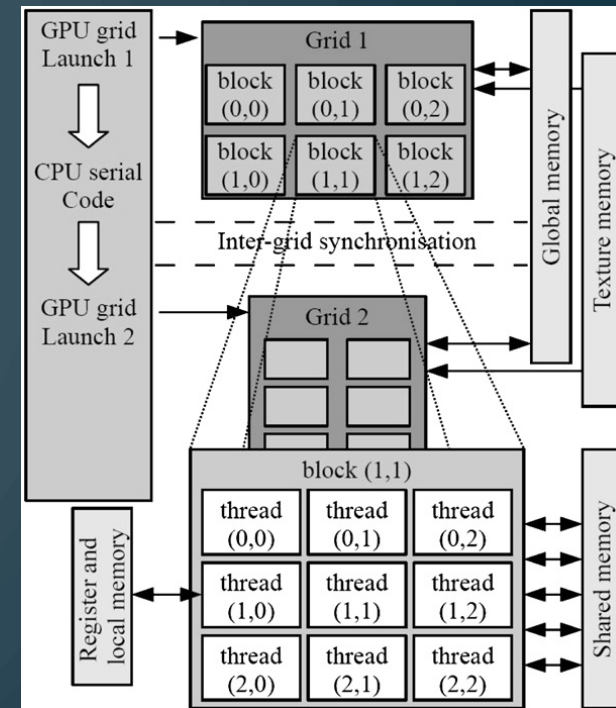 GPU grid
Launch 1
CPU serial
Code
GPU grid
Launch 2
Grid 1
block
(0,0)
block
(0,1)
block
(0,2)
block
(1,0)
block
(1,1)
block
(1,2)
Inter-grid synchronisation
Grid 2
Global memory
Texture memory
block (1,1)
thread
(0,0)
thread
(0,1)
thread
(0,2)
thread
(1,0)
thread
(1,1)
thread
(1,2)
thread
(2,0)
thread
(2,1)
thread
(2,2)
Register and
local memory
Shared memory